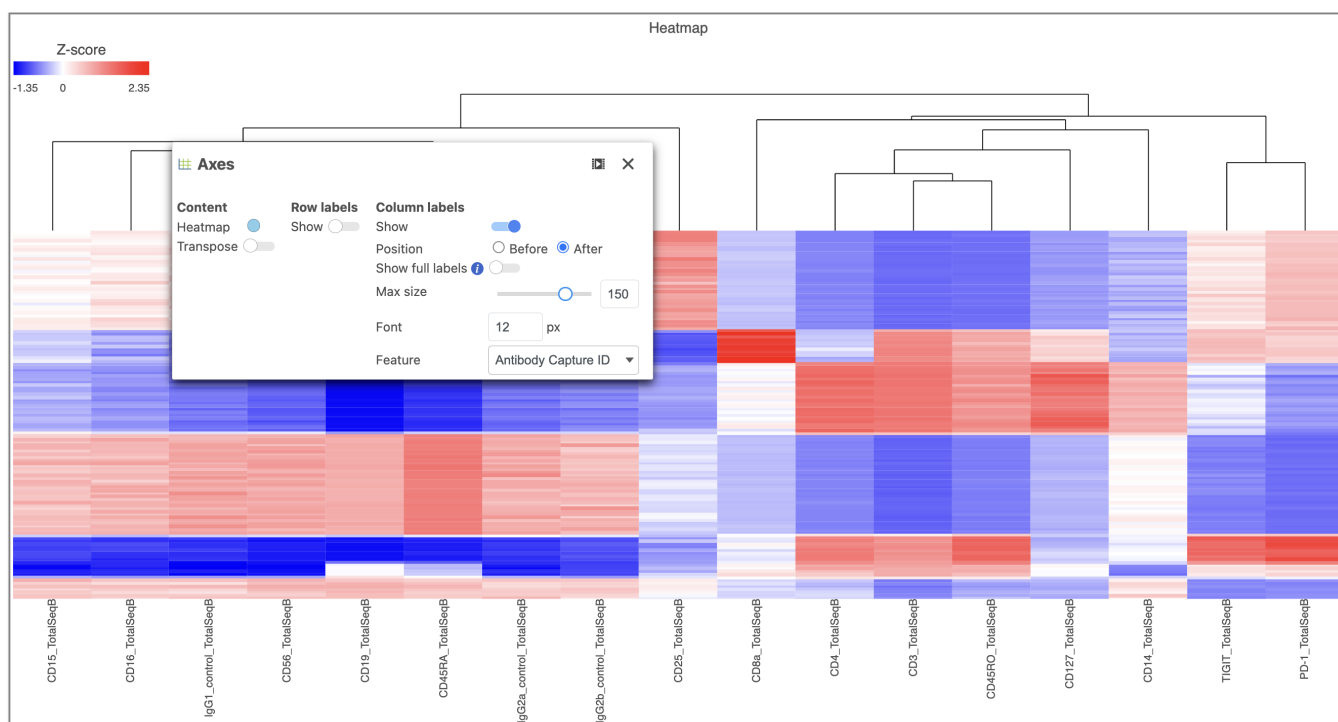 Heatmap
Z-score
-1.35 0 2.35
Axes
Content Row labels Column labels
Heatmap Show Show
Transpose Position Before After
Show full labels i
Max size 150
Font 12 px
Feature Antibody Capture ID
CD15_TotalSeqB
CD16_TotalSeqB
IgG1_control_TotalSeqB
CD56_TotalSeqB
CD19_TotalSeqB
CD45RA_TotalSeqB
IgG2a_control_TotalSeqB
IgG2b_control_TotalSeqB
CD25_TotalSeqB
CD8a_TotalSeqB
CD4_TotalSeqB
CD3_TotalSeqB
CD45RO_TotalSeqB
CD127_TotalSeqB
CD14_TotalSeqB
TIGIT_TotalSeqB
PD-1_TotalSeqB